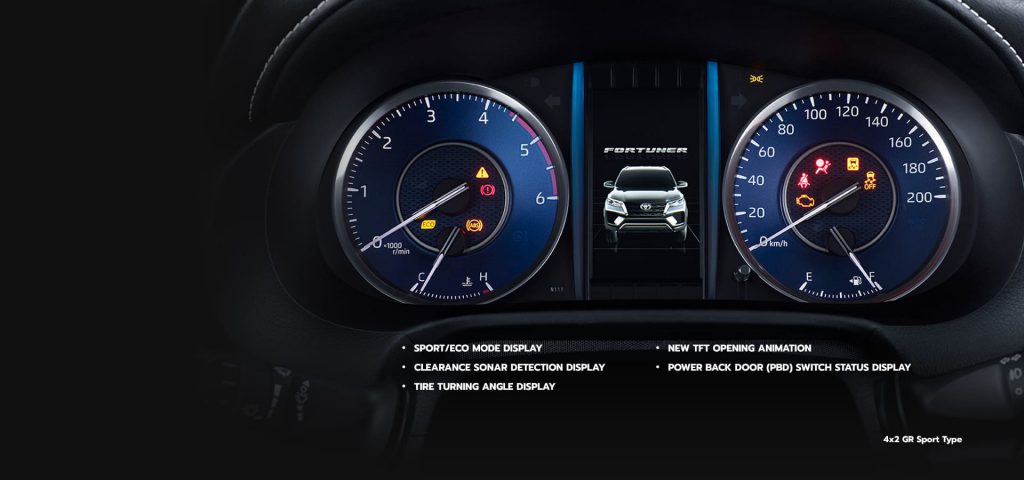 3
4
2
5
1
6
0
×1000
r/min
ECO
ABS
C
H
FORTUNER
100
120
80
140
60
160
40
180
20
200
0 km/h
OFF
E
F
• SPORT/ECO MODE DISPLAY
• CLEARANCE SONAR DETECTION DISPLAY
• TIRE TURNING ANGLE DISPLAY
• NEW TFT OPENING ANIMATION
• POWER BACK DOOR (PBD) SWITCH STATUS DISPLAY
4x2 GR Sport Type